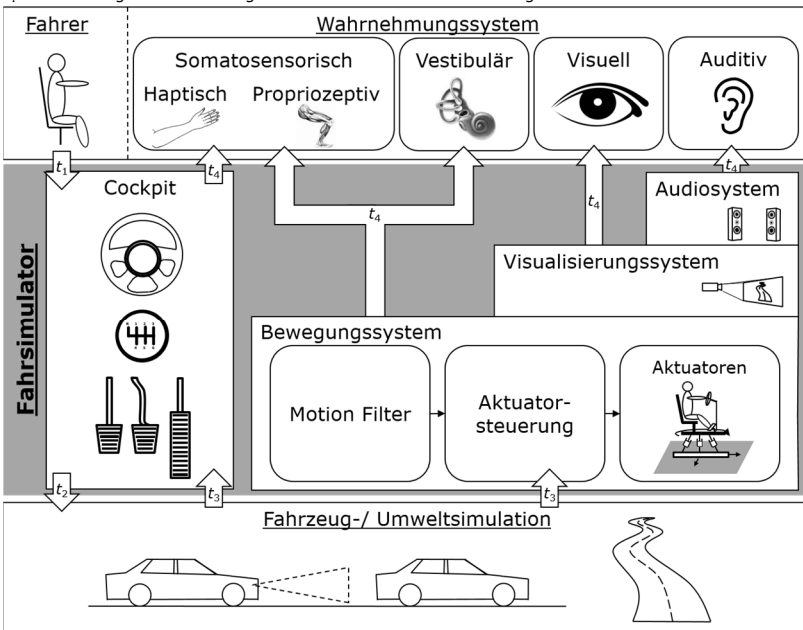 Fahrer
Wahrnehmungssystem
Somatosensorisch
Haptisch
Propriozeptiv
Vestibulär
Visuell
Auditiv
t1
t4
t4
t4
t4
Fahrsimulator
Cockpit
Audiosystem
Visualisierungssystem
Bewegungssystem
Motion Filter
Aktuator-
steuerung
Aktuatoren
t2
t3
t3
Fahrzeug-/ Umweltsimulation